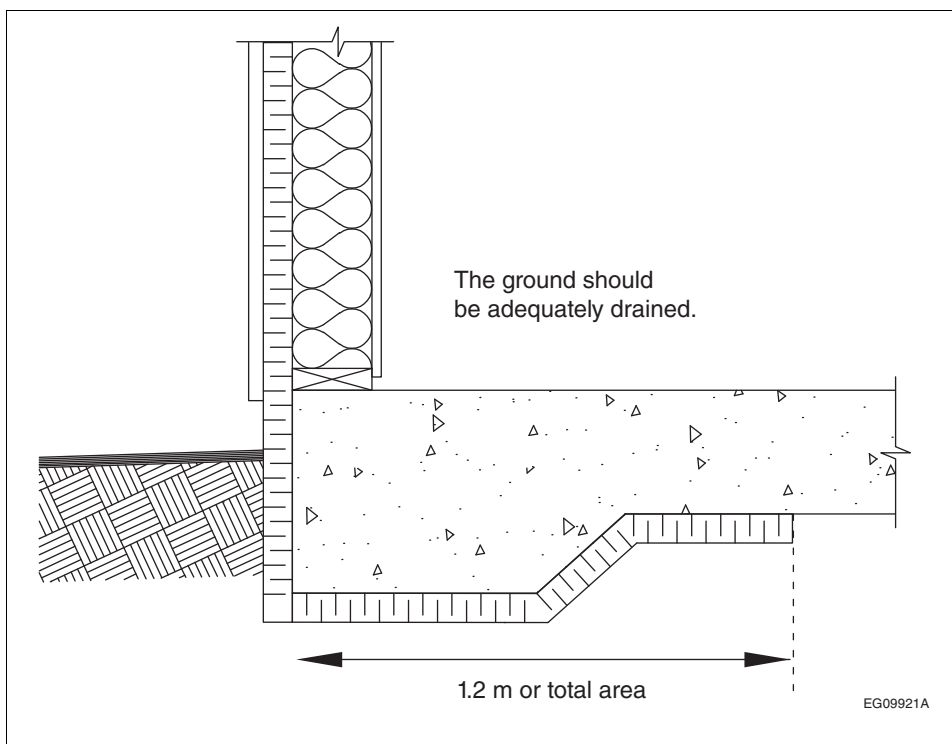 The ground should
be adequately drained.
1.2 m or total area
EG09921A